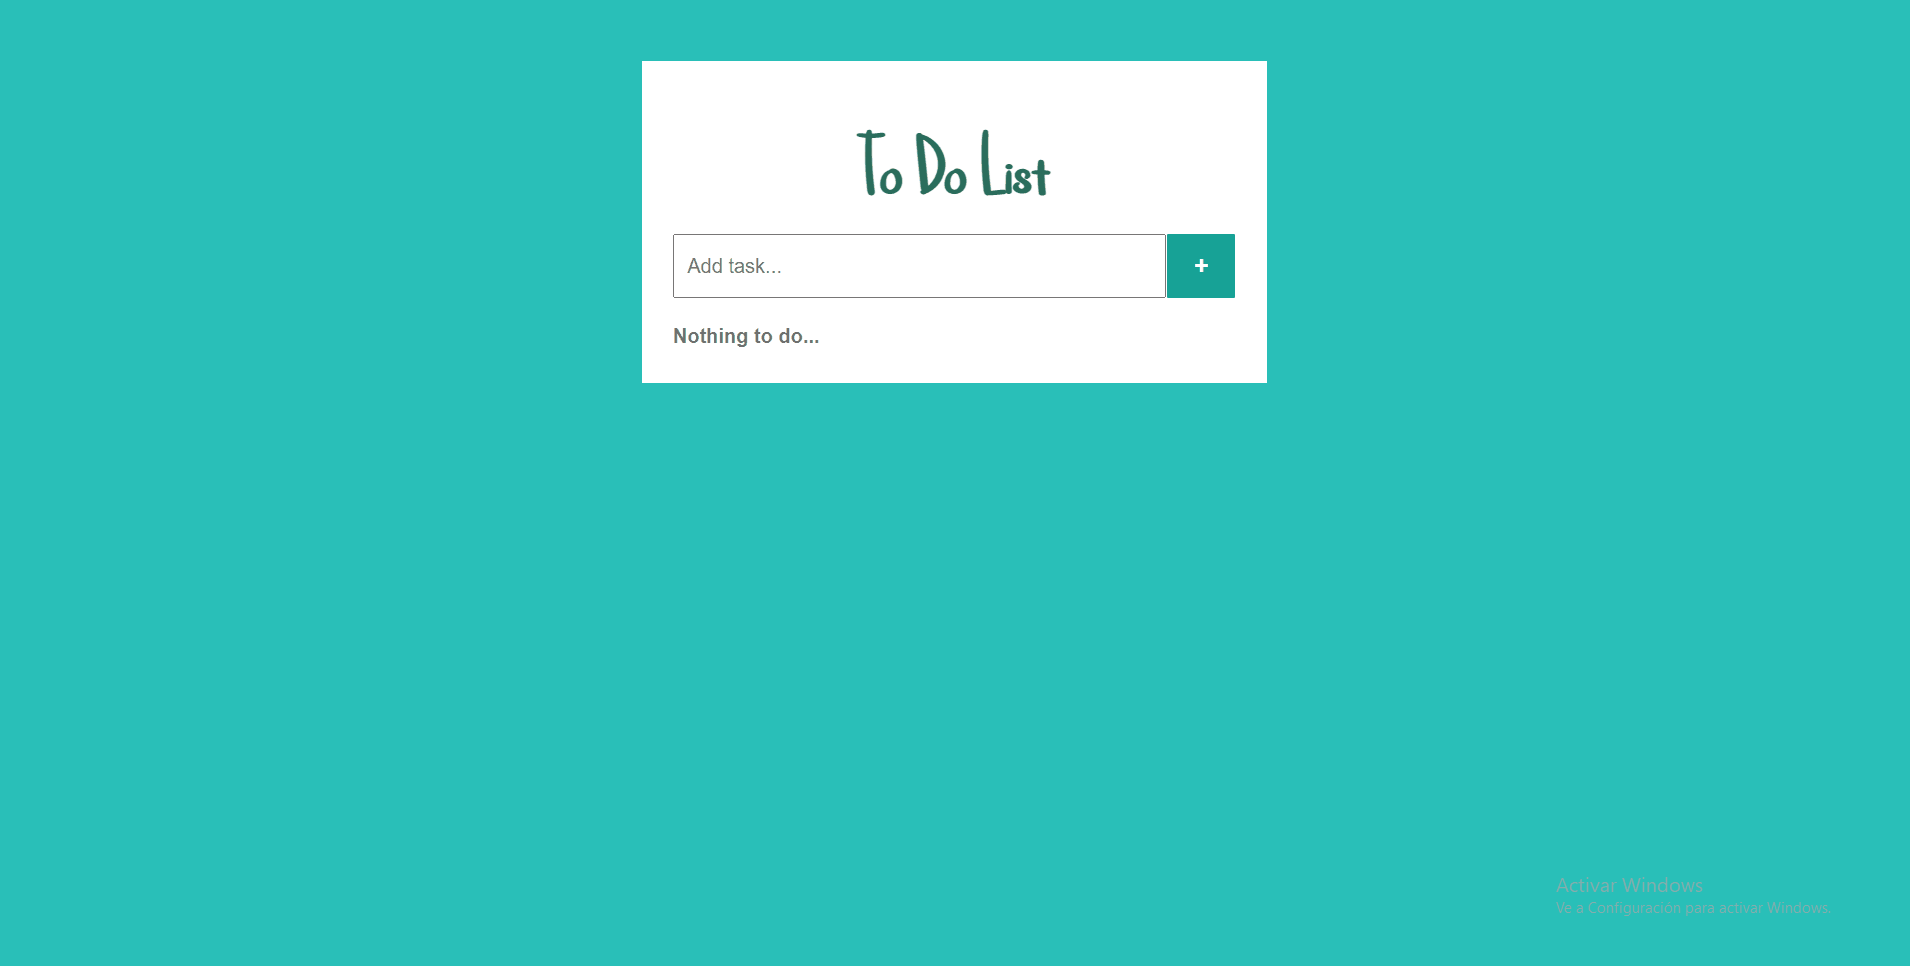 To Do List
Add task...
+
Nothing to do...
Activar Windows
Ve a Configuración para activar Windows.